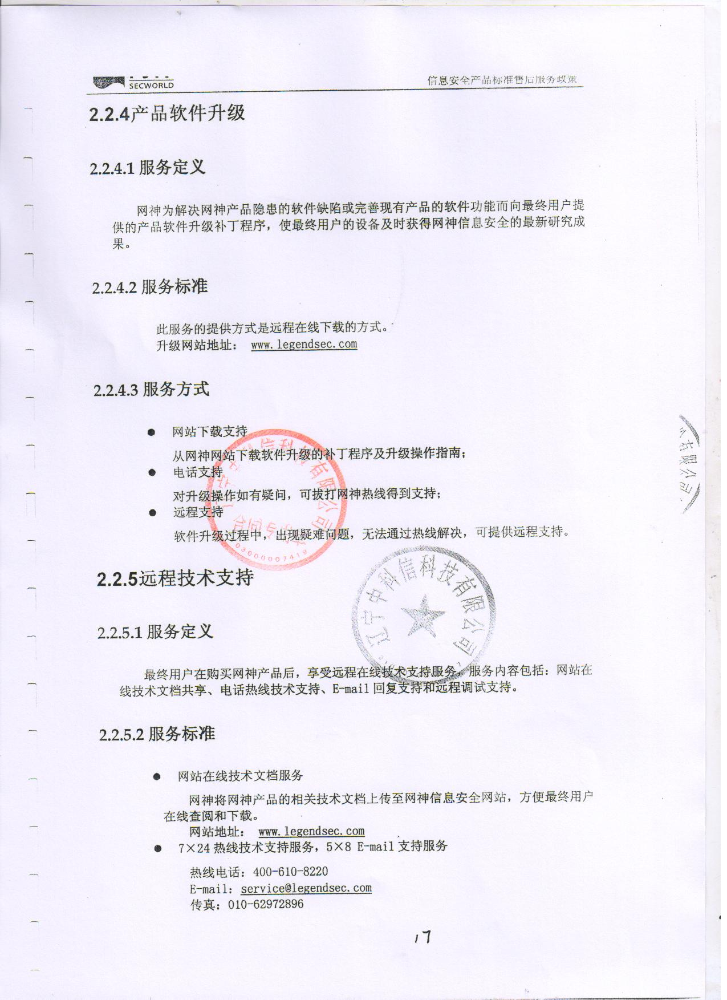 SECWORLD
信息安全产品标准售后服务政策
2.2.4产品软件升级
2.2.4.1 服务定义
网神为解决网神产品隐患的软件缺陷或完善现有产品的软件功能而向最终用户提
供的产品软件升级补丁程序，使最终用户的设备及时获得网神信息安全的最新研究成
果。
2.2.4.2 服务标准
此服务的提供方式是远程在线下载的方式。
升级网站地址： www.legendsec.com
2.2.4.3 服务方式
● 网站下载支持
从网神网站下载软件升级的补丁程序及升级操作指南；
● 电话支持
对升级操作如有疑问，可拔打网神热线得到支持；
● 远程支持
软件升级过程中，出现疑难问题，无法通过热线解决，可提供远程支持。
信科技有限公司
合同专用章
03000007419
有限公司
2.2.5远程技术支持
辽宁中科信科技有限公司
2.2.5.1 服务定义
最终用户在购买网神产品后，享受远程在线技术支持服务，服务内容包括：网站在
线技术文档共享、电话热线技术支持、E-mail 回复支持和远程调试支持。
2.2.5.2 服务标准
● 网站在线技术文档服务
网神将网神产品的相关技术文档上传至网神信息安全网站，方便最终用户
在线查阅和下载。
网站地址： www.legendsec.com
● 7×24 热线技术支持服务，5×8 E-mail 支持服务
热线电话：400-610-8220
E-mail：service@legendsec.com
传真：010-62972896
17